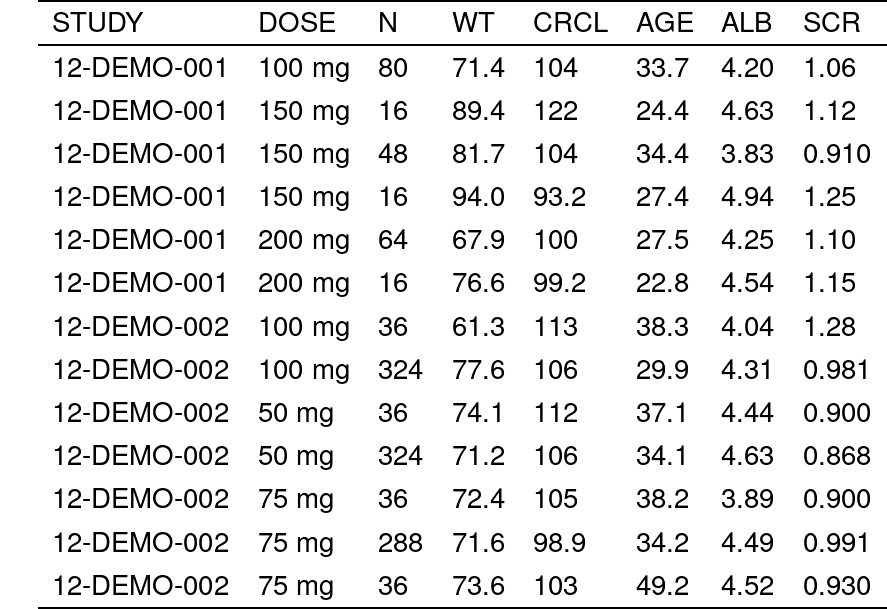 STUDY DOSE N WT CRCL AGE ALB SCR
12-DEMO-001 100 mg 80 71.4 104 33.7 4.20 1.06
12-DEMO-001 150 mg 16 89.4 122 24.4 4.63 1.12
12-DEMO-001 150 mg 48 81.7 104 34.4 3.83 0.910
12-DEMO-001 150 mg 16 94.0 93.2 27.4 4.94 1.25
12-DEMO-001 200 mg 64 67.9 100 27.5 4.25 1.10
12-DEMO-001 200 mg 16 76.6 99.2 22.8 4.54 1.15
12-DEMO-002 100 mg 36 61.3 113 38.3 4.04 1.28
12-DEMO-002 100 mg 324 77.6 106 29.9 4.31 0.981
12-DEMO-002 50 mg 36 74.1 112 37.1 4.44 0.900
12-DEMO-002 50 mg 324 71.2 106 34.1 4.63 0.868
12-DEMO-002 75 mg 36 72.4 105 38.2 3.89 0.900
12-DEMO-002 75 mg 288 71.6 98.9 34.2 4.49 0.991
12-DEMO-002 75 mg 36 73.6 103 49.2 4.52 0.930